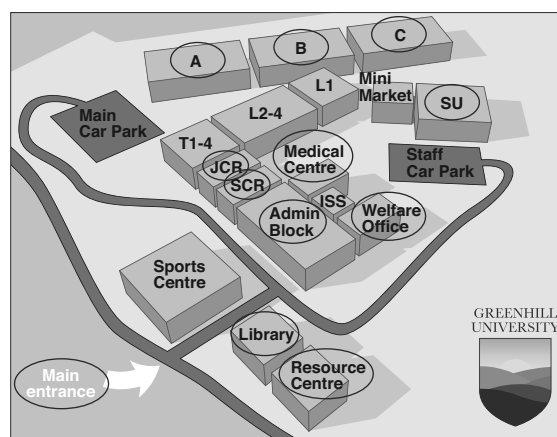 A
B
C
L1
Mini
Market
SU
Main
Car Park
L2-4
T1-4
JCR
SCR
Medical
Centre
Staff
Car Park
ISS
Admin
Block
Welfare
Office
Sports
Centre
Library
Resource
Centre
Main
entrance
GREENHILL
UNIVERSITY